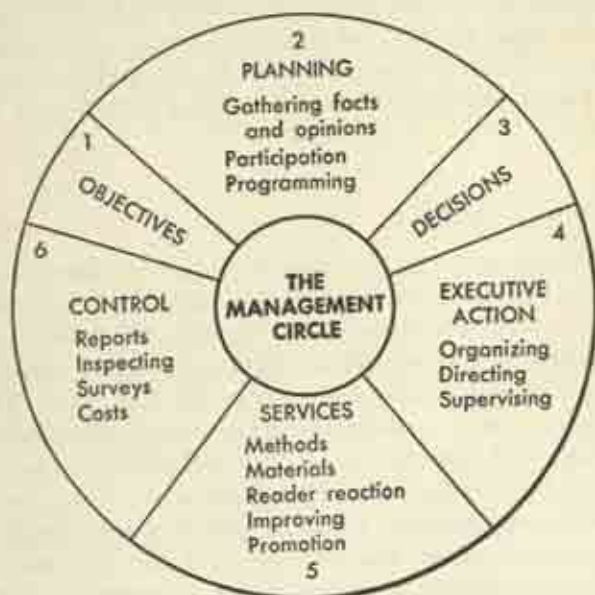 THE
MANAGEMENT
CIRCLE
1
OBJECTIVES
2
PLANNING
Gathering facts
and opinions
Participation
Programming
3
DECISIONS
4
EXECUTIVE
ACTION
Organizing
Directing
Supervising
5
SERVICES
Methods
Materials
Reader reaction
Improving
Promotion
6
CONTROL
Reports
Inspecting
Surveys
Costs